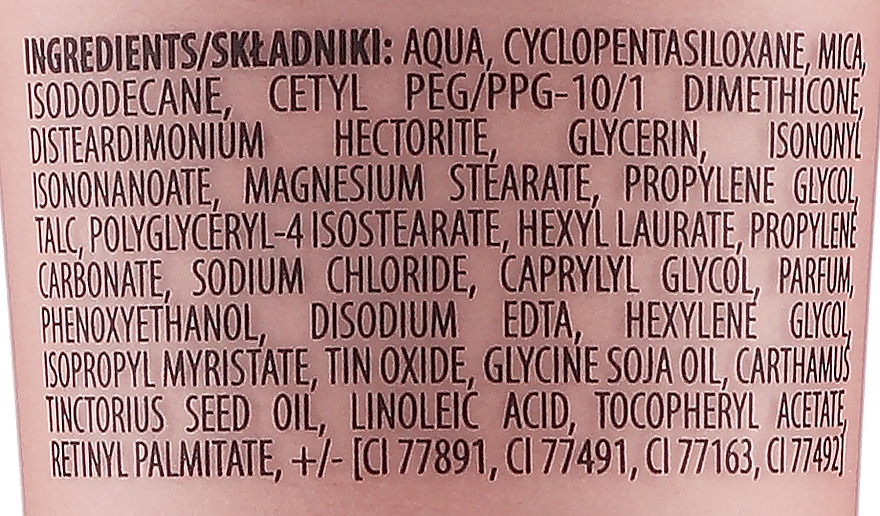 INGREDIENTS/SKŁADNIKI: AQUA, CYCLOPENTASILOXANE, MICA,
ISODODECANE, CETYL PEG/PPG-10/1 DIMETHICONE,
DISTEARDIMONIUM HECTORITE, GLYCERIN, ISONONYL
ISONONANOATE, MAGNESIUM STEARATE, PROPYLENE GLYCOL,
TALC, POLYGLYCERYL-4 ISOSTEARATE, HEXYL LAURATE, PROPYLENE
CARBONATE, SODIUM CHLORIDE, CAPRYLYL GLYCOL, PARFUM,
PHENOXYETHANOL, DISODIUM EDTA, HEXYLENE GLYCOL,
ISOPROPYL MYRISTATE, TIN OXIDE, GLYCINE SOJA OIL, CARTHAMUS
TINCTORIUS SEED OIL, LINOLEIC ACID, TOCOPHERYL ACETATE,
RETINYL PALMITATE, +/- [CI 77891, CI 77491, CI 77163, CI 77492]